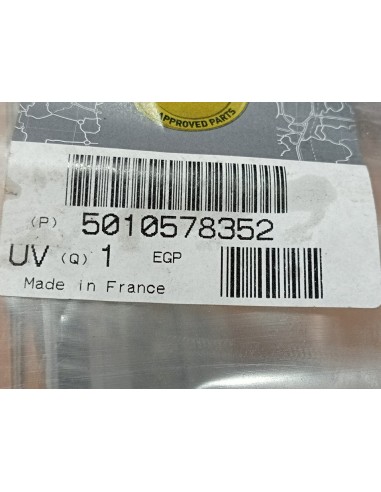 APPROVED PARTS
(P) 5010578352
UV (Q) 1 EGP
Made in France